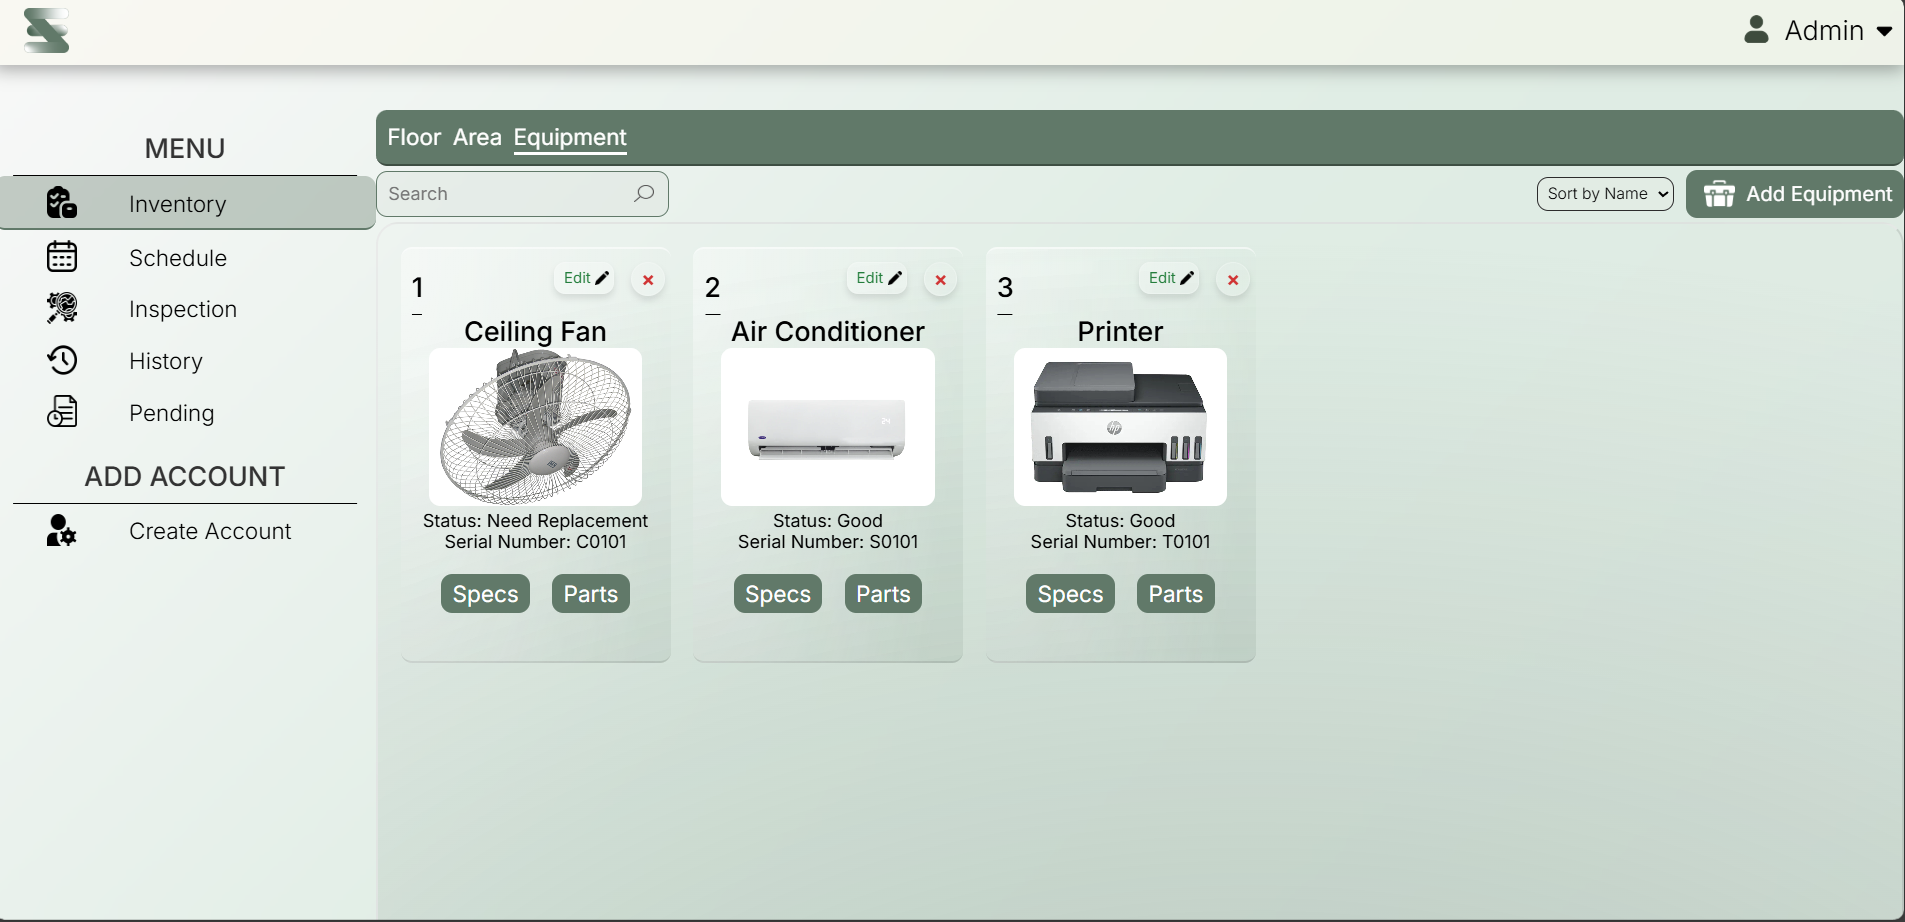 Admin
MENU
Inventory
Schedule
Inspection
History
Pending
ADD ACCOUNT
Create Account
Floor Area Equipment
Search
Sort by Name
Add Equipment
1
Edit
Ceiling Fan
Status: Need Replacement
Serial Number: C0101
Specs Parts
2
Edit
Air Conditioner
24
Status: Good
Serial Number: S0101
Specs Parts
3
Edit
Printer
hp
Status: Good
Serial Number: T0101
Specs Parts